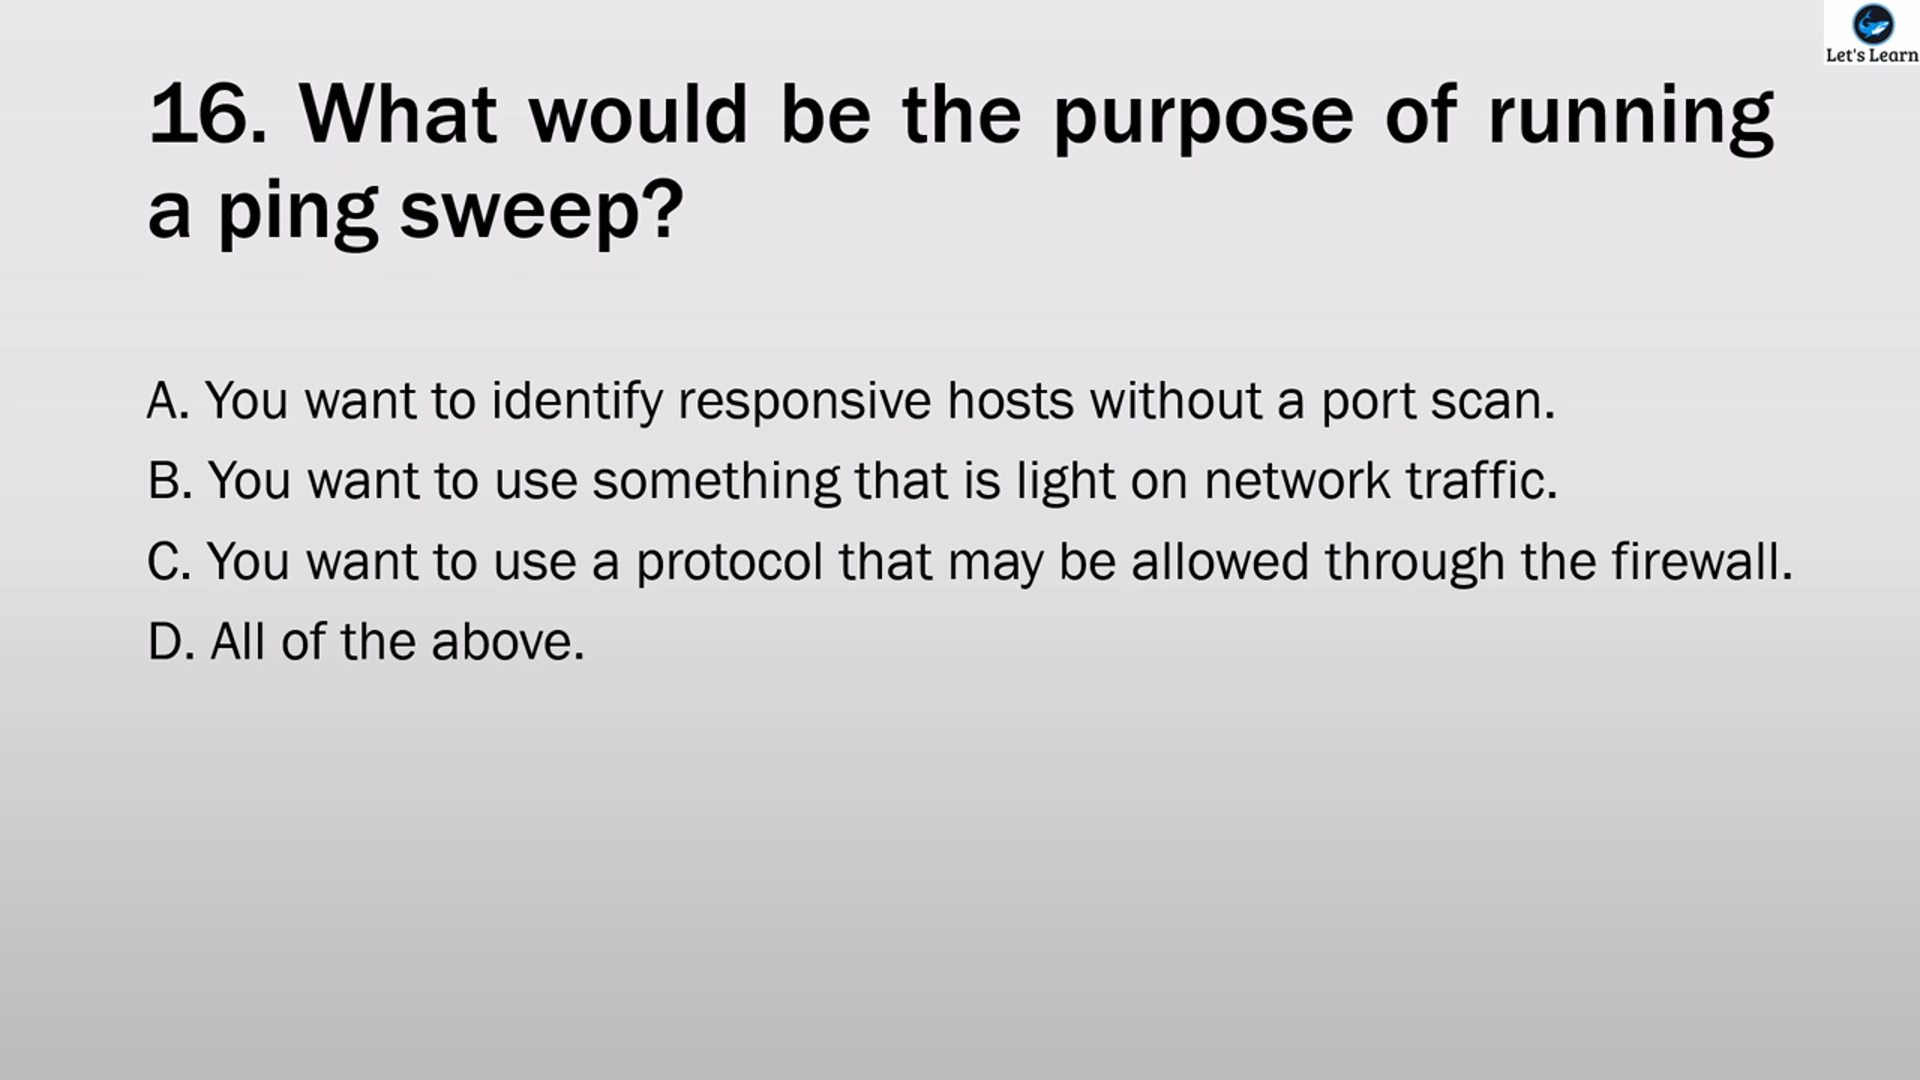 Let's Learn
16. What would be the purpose of running
a ping sweep?
A. You want to identify responsive hosts without a port scan.
B. You want to use something that is light on network traffic.
C. You want to use a protocol that may be allowed through the firewall.
D. All of the above.